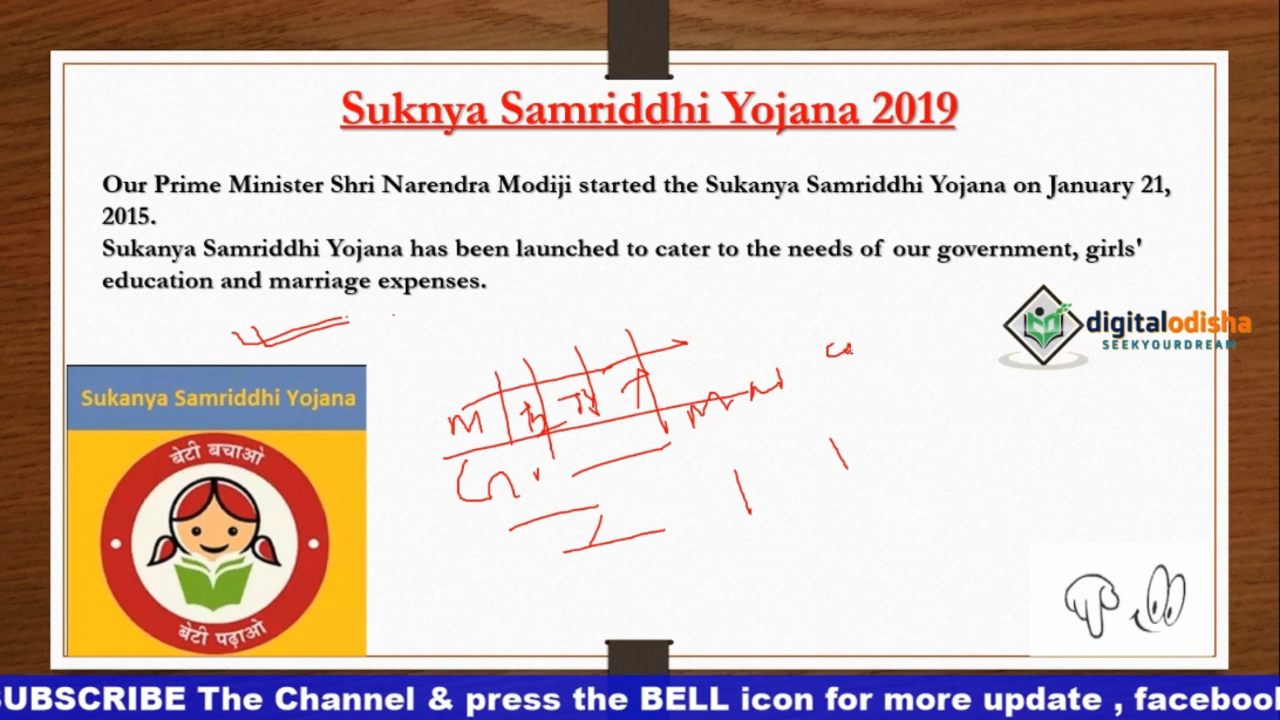 Suknya Samriddhi Yojana 2019
Our Prime Minister Shri Narendra Modiji started the Sukanya Samriddhi Yojana on January 21,
2015.
Sukanya Samriddhi Yojana has been launched to cater to the needs of our government, girls'
education and marriage expenses.
digitalodisha
SEEKYOURDREAM
Sukanya Samriddhi Yojana
बेटी बचाओ
बेटी पढ़ाओ
SUBSCRIBE The Channel & press the BELL icon for more update , facebook